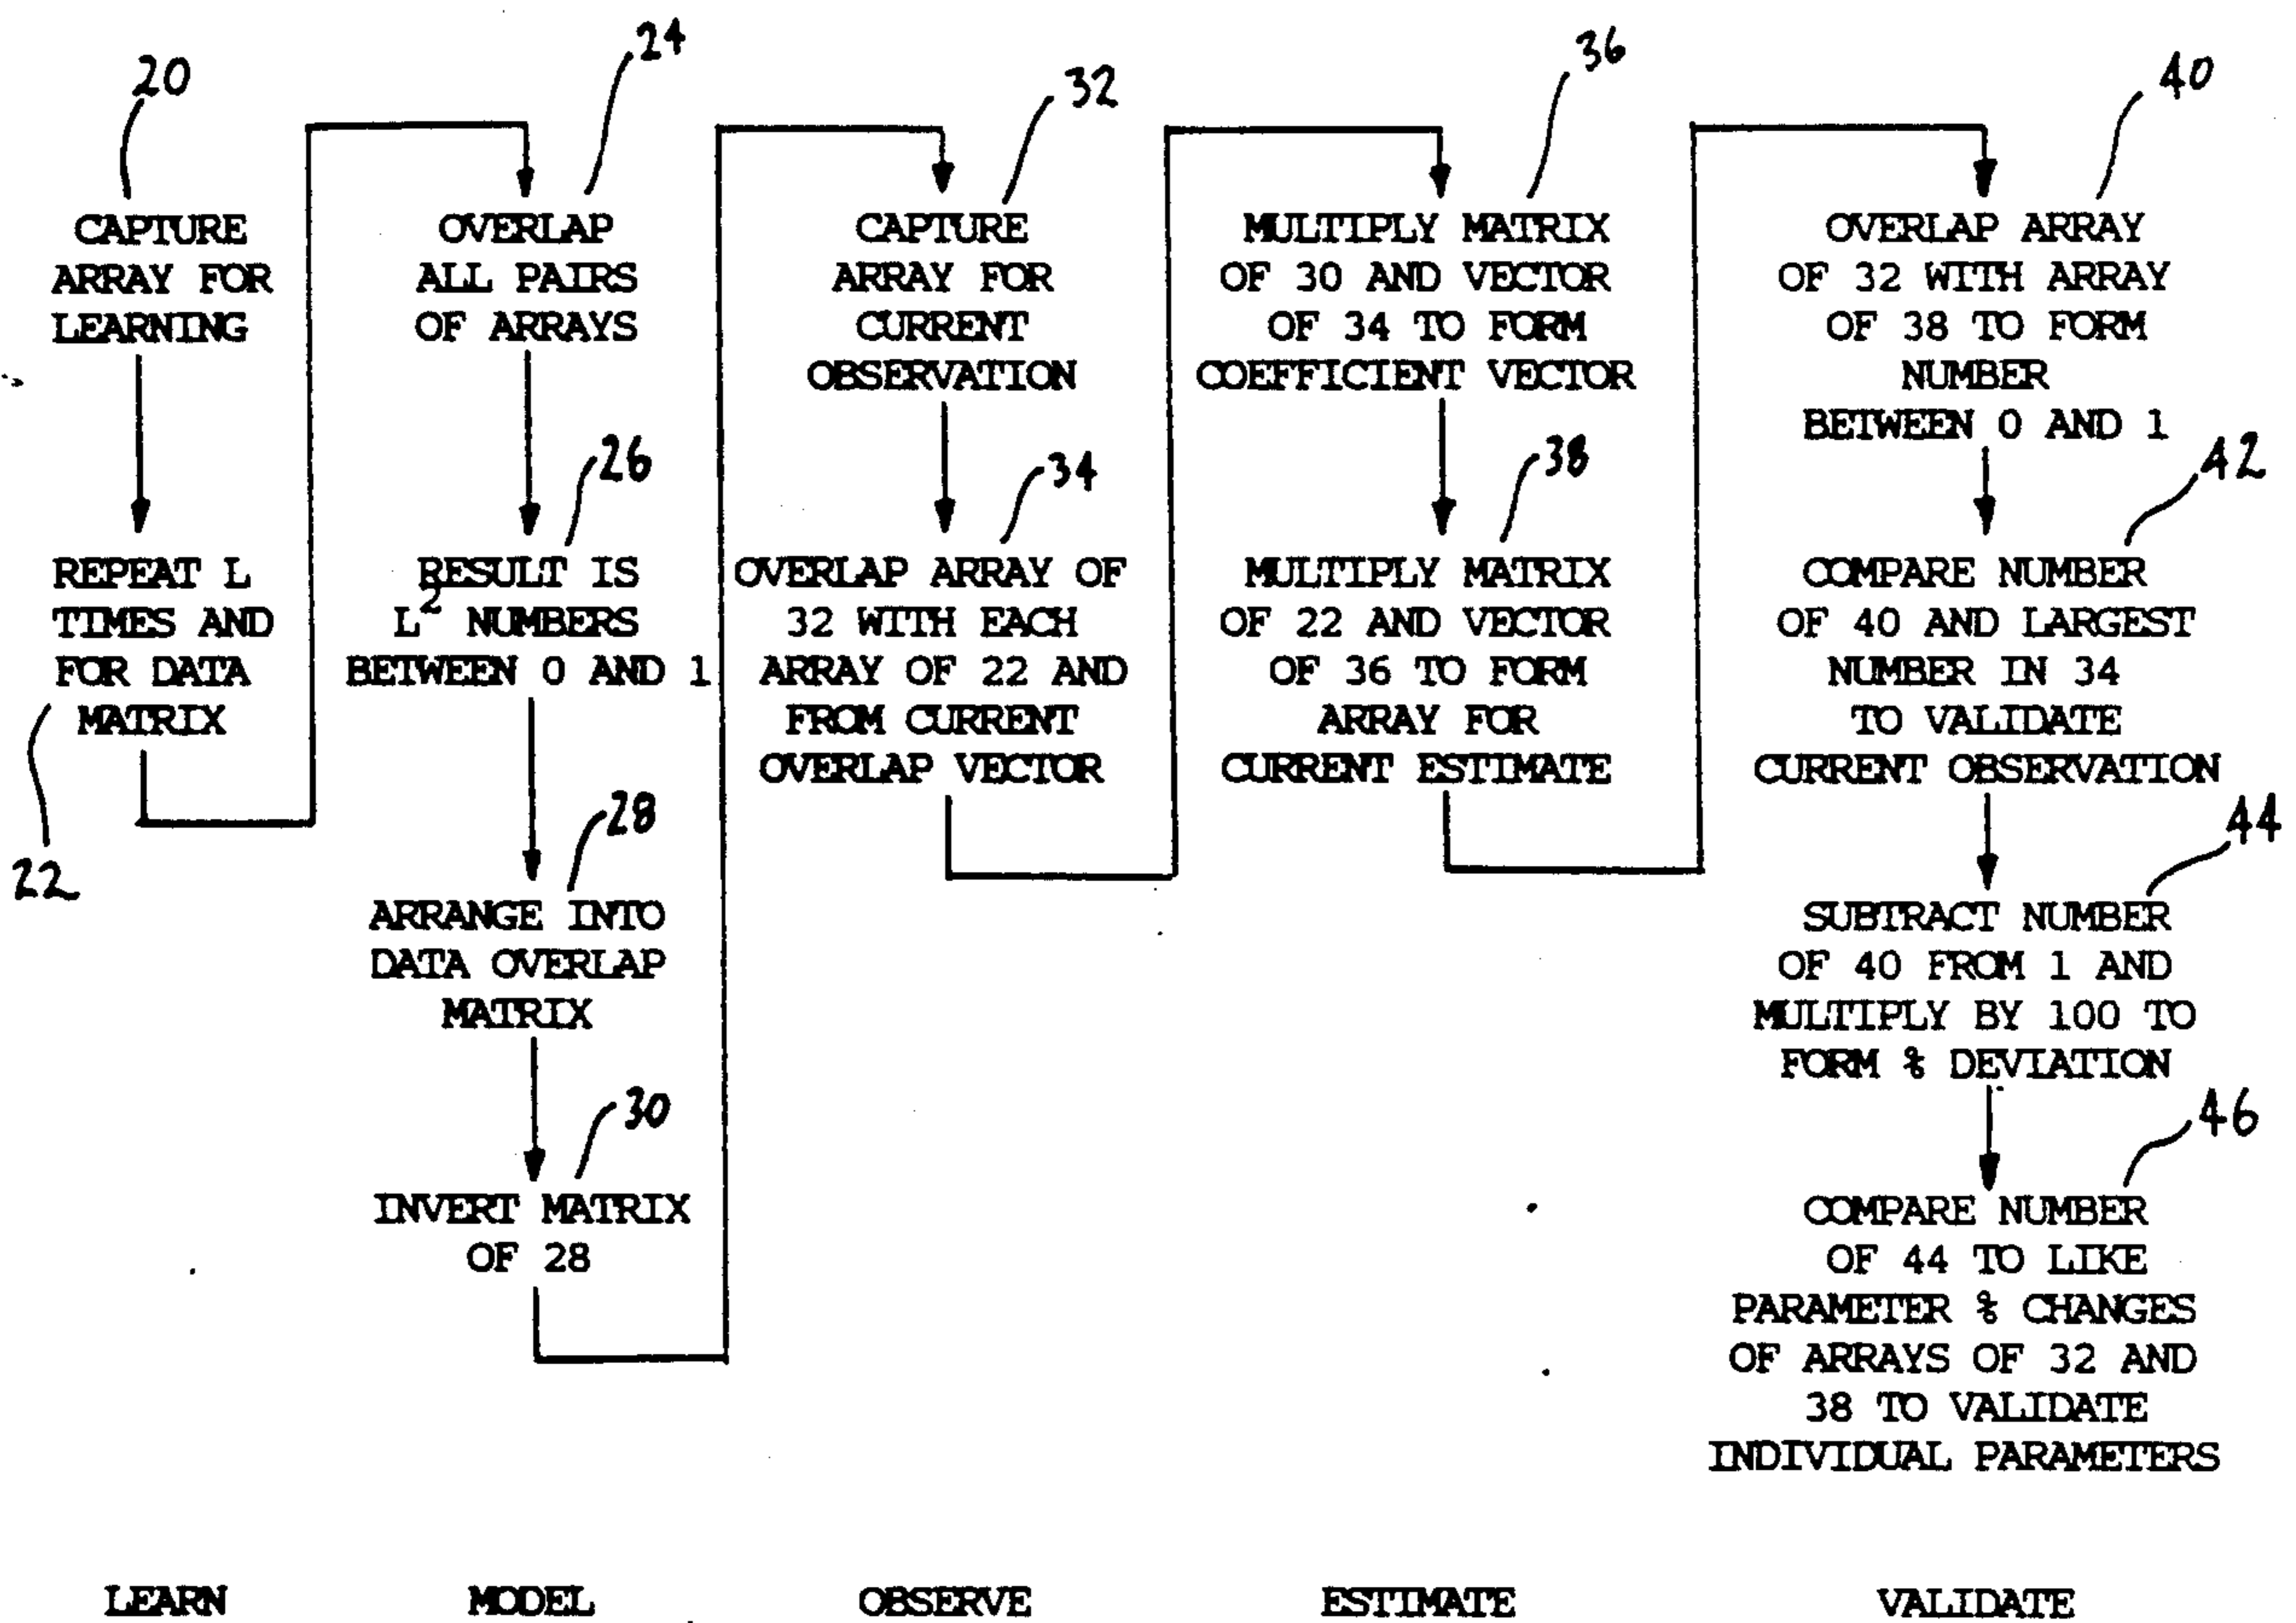 20
CAPTURE
ARRAY FOR
LEARNING
REPEAT L
TIMES AND
FOR DATA
MATRIX
22
24
OVERLAP
ALL PAIRS
OF ARRAYS
26
RESULT IS
L² NUMBERS
BETWEEN 0 AND 1
28
ARRANGE INTO
DATA OVERLAP
MATRIX
30
INVERT MATRIX
OF 28
32
CAPTURE
ARRAY FOR
CURRENT
OBSERVATION
34
OVERLAP ARRAY OF
32 WITH EACH
ARRAY OF 22 AND
FROM CURRENT
OVERLAP VECTOR
36
MULTIPLY MATRIX
OF 30 AND VECTOR
OF 34 TO FORM
COEFFICIENT VECTOR
38
MULTIPLY MATRIX
OF 22 AND VECTOR
OF 36 TO FORM
ARRAY FOR
CURRENT ESTIMATE
40
OVERLAP ARRAY
OF 32 WITH ARRAY
OF 38 TO FORM
NUMBER
BETWEEN 0 AND 1
42
COMPARE NUMBER
OF 40 AND LARGEST
NUMBER IN 34
TO VALIDATE
CURRENT OBSERVATION
44
SUBTRACT NUMBER
OF 40 FROM 1 AND
MULTIPLY BY 100 TO
FORM % DEVIATION
46
COMPARE NUMBER
OF 44 TO LIKE
PARAMETER % CHANGES
OF ARRAYS OF 32 AND
38 TO VALIDATE
INDIVIDUAL PARAMETERS
LEARN
MODEL
OBSERVE
ESTIMATE
VALIDATE